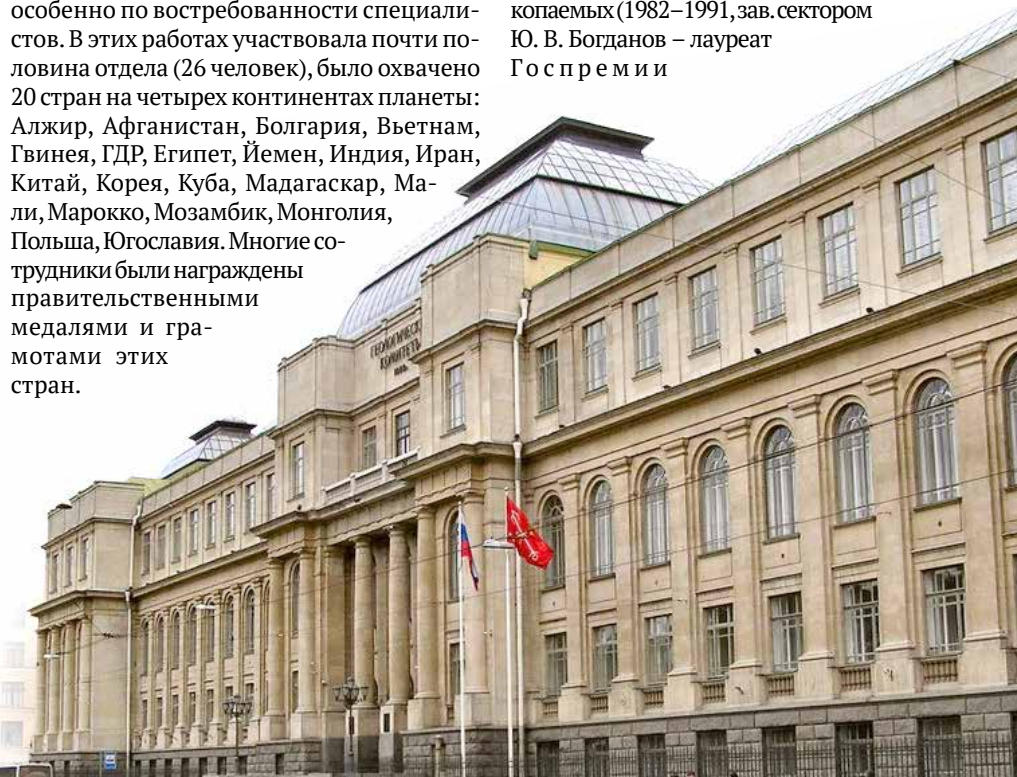 особенно по востребованности специали-
стов. В этих работах участвовала почти по-
ловина отдела (26 человек), было охвачено
20 стран на четырех континентах планеты:
Алжир, Афганистан, Болгария, Вьетнам,
Гвинея, ГДР, Египет, Йемен, Индия, Иран,
Китай, Корея, Куба, Мадагаскар, Ма-
ли, Марокко, Мозамбик, Монголия,
Польша, Югославия. Многие со-
трудники были награждены
правительственными
медалями и гра-
мотами этих
стран.
копаемых (1982–1991, зав. сектором
Ю. В. Богданов – лауреат
Госпремии
ГЕОЛОГИЧЕСК
КОМИТЕТЪ